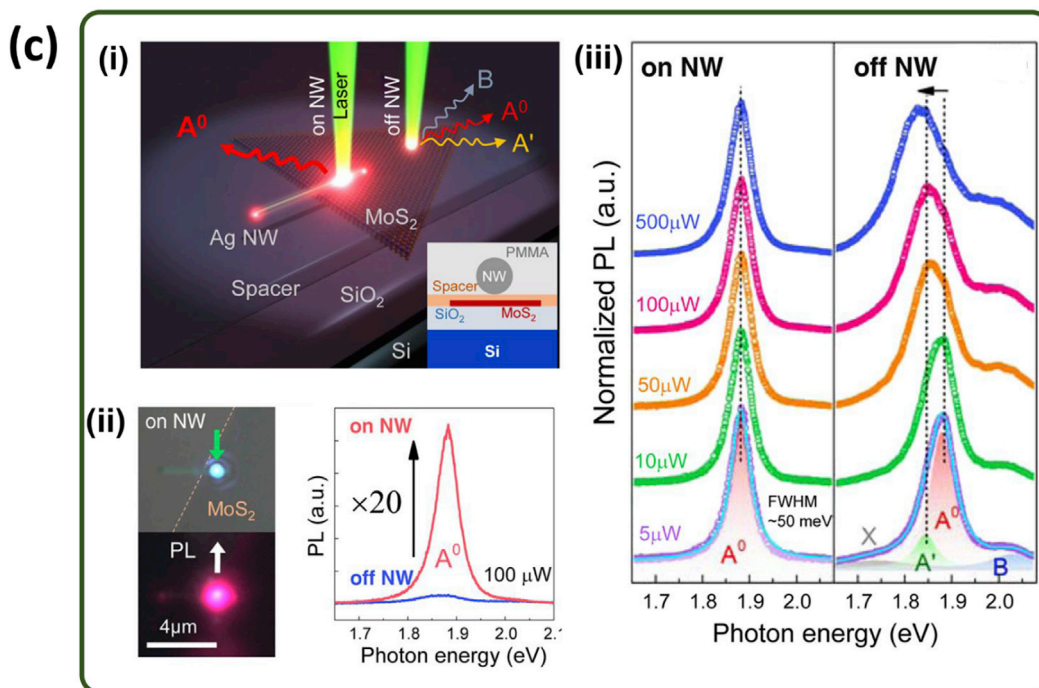 (c)
(i)
on NW
Laser
off NW
B
A⁰
A'
A⁰
MoS₂
Ag NW
Spacer
SiO₂
Si
PMMA
NW
Spacer
SiO₂
MoS₂
Si
(ii)
on NW
MoS₂
PL
4μm
on NW
×20
A⁰
off NW
100 μW
PL (a.u.)
1.7 1.8 1.9 2.0 2.1
Photon energy (eV)
(iii)
on NW
off NW
Normalized PL (a.u.)
500μW
100μW
50μW
10μW
5μW
FWHM
~50 meV
A⁰
X
A'
A⁰
B
1.7 1.8 1.9 2.0
1.7 1.8 1.9 2.0
Photon energy (eV)